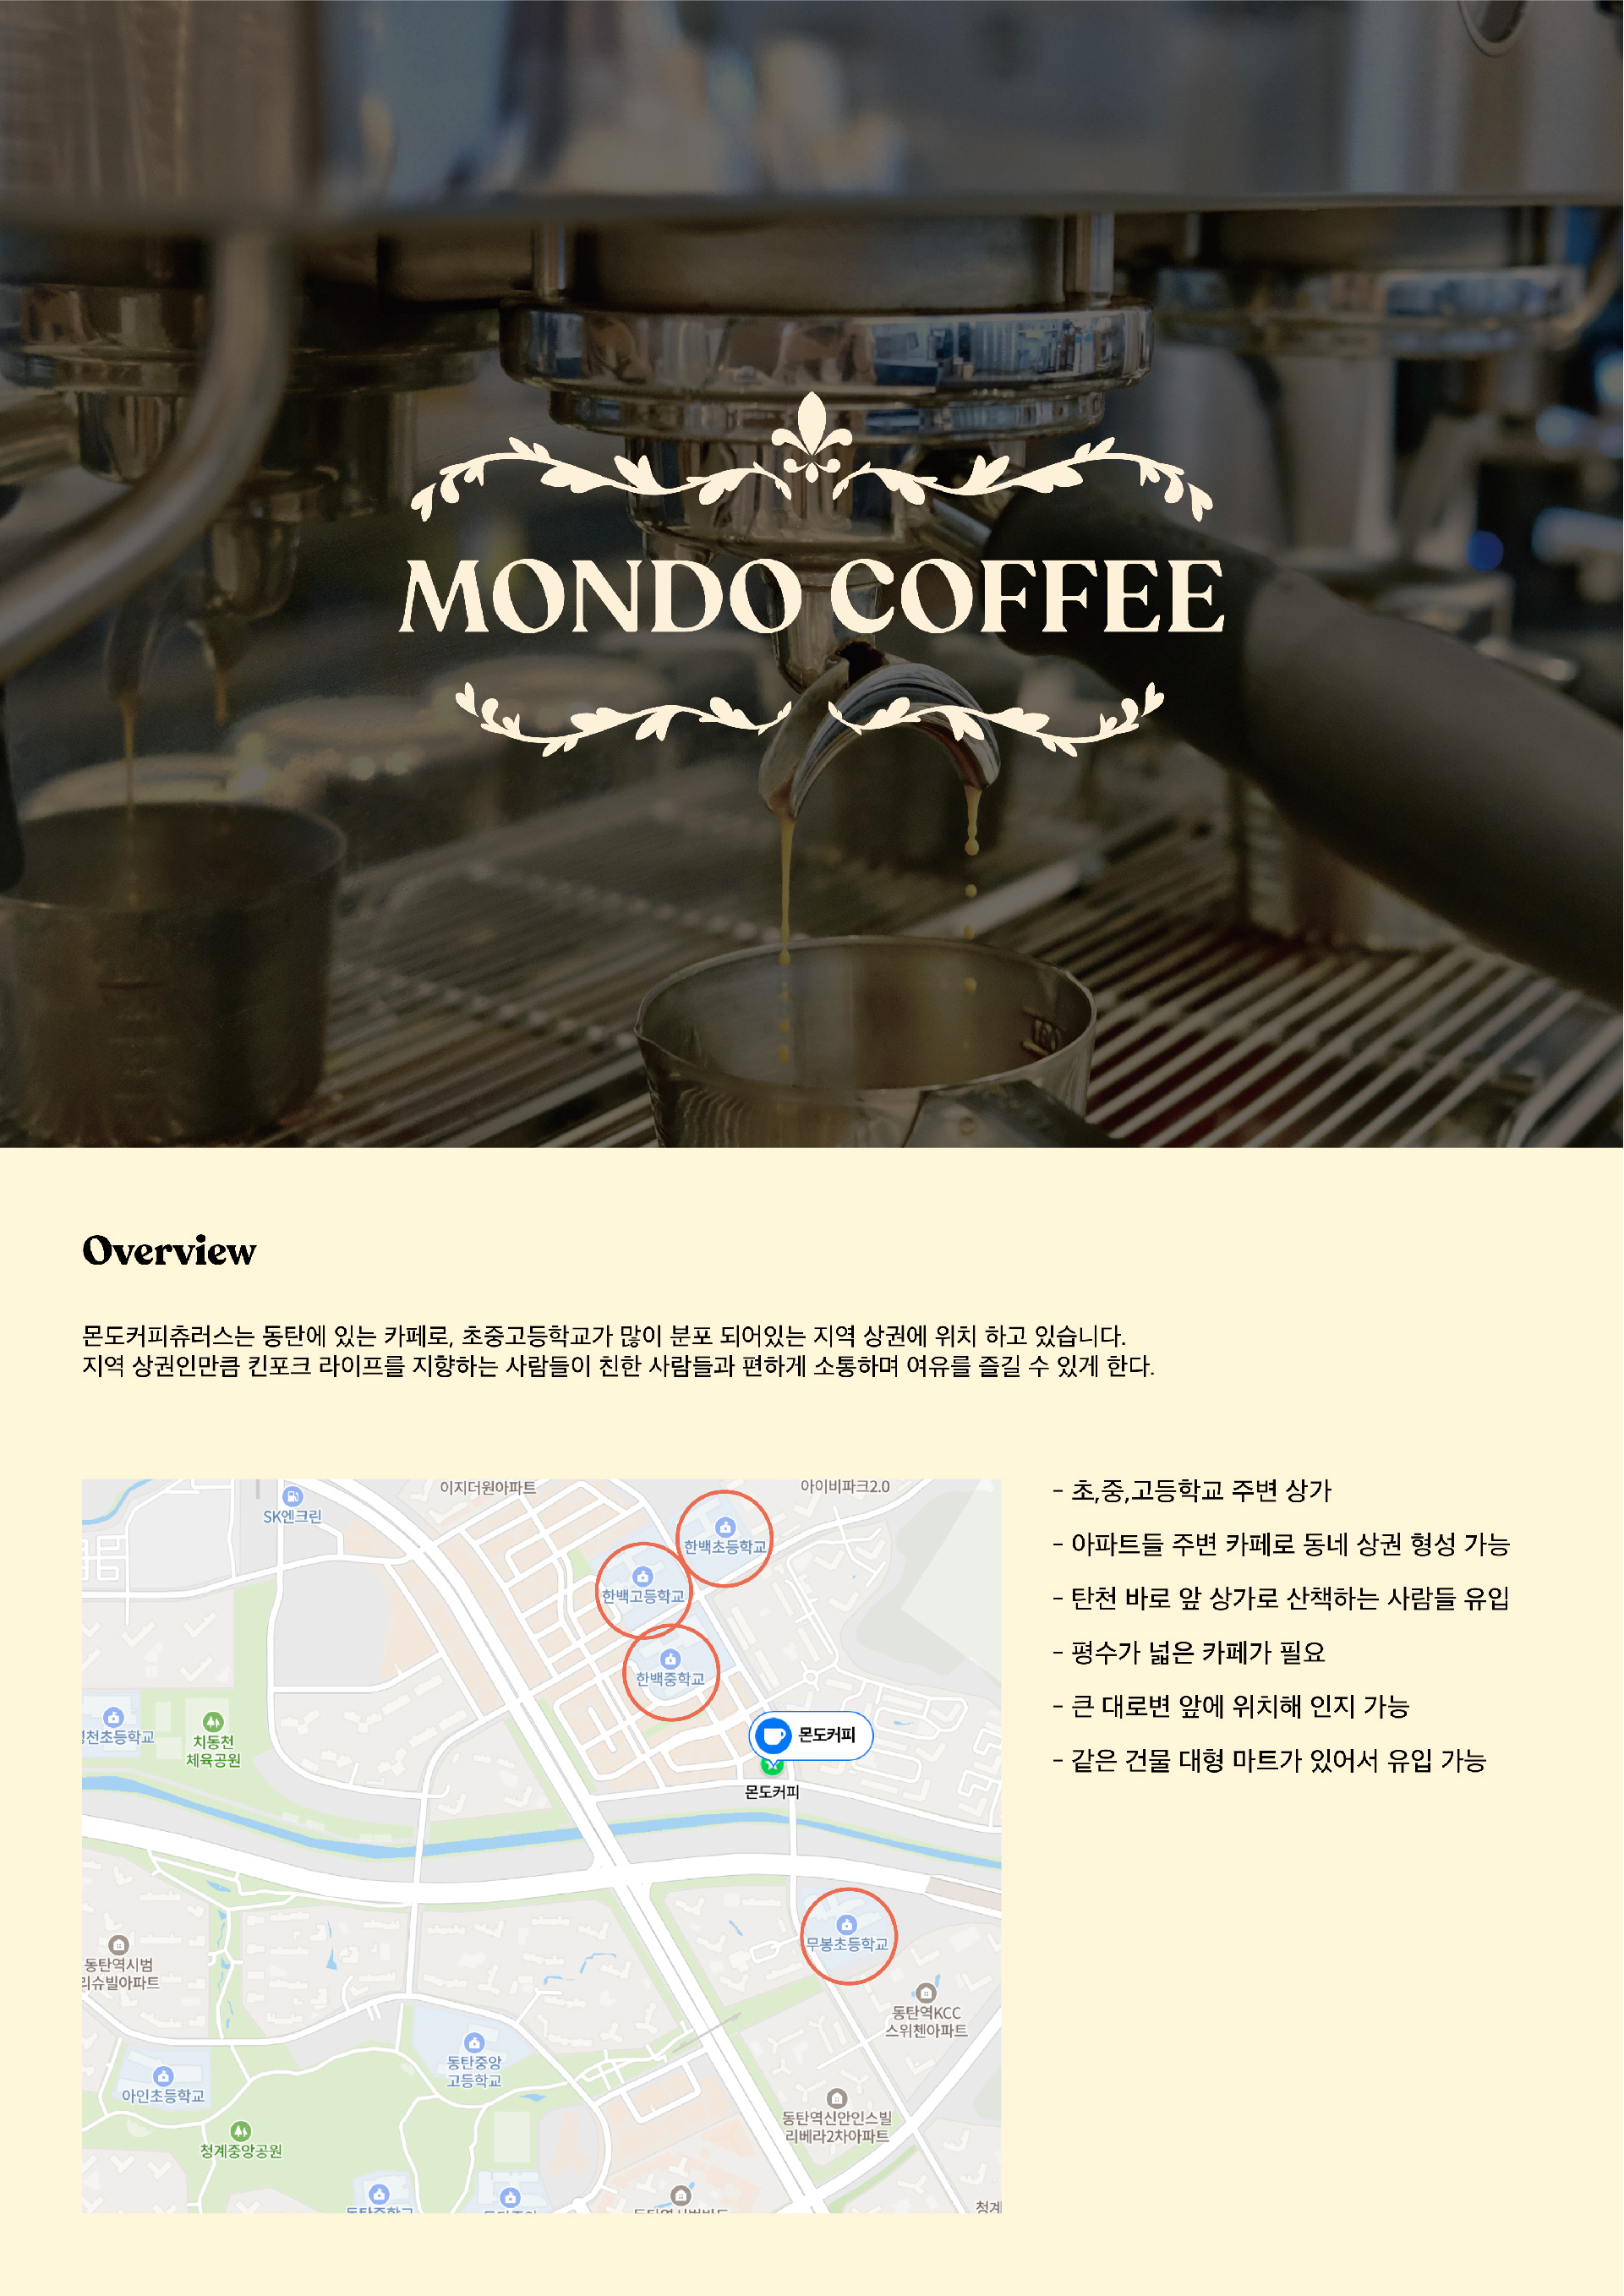 MONDO COFFEE
Overview
몬도커피츄러스는 동탄에 있는 카페로, 초중고등학교가 많이 분포 되어있는 지역 상권에 위치 하고 있습니다.
지역 상권인만큼 킨포크 라이프를 지향하는 사람들이 친한 사람들과 편하게 소통하며 여유를 즐길 수 있게 한다.
- 초,중,고등학교 주변 상가
- 아파트들 주변 카페로 동네 상권 형성 가능
- 탄천 바로 앞 상가로 산책하는 사람들 유입
- 평수가 넓은 카페가 필요
- 큰 대로변 앞에 위치해 인지 가능
- 같은 건물 대형 마트가 있어서 유입 가능
이지더원아파트
아이비파크2.0
SK엔크린
한백초등학교
한백고등학교
한백중학교
천초등학교
치동천
체육공원
몬도커피
몬도커피
무봉초등학교
동탄역시범
리슈빌아파트
동탄역KCC
스위첸아파트
동탄중앙
고등학교
아인초등학교
동탄역신안인스빌
리베라2차아파트
청계중앙공원
청계